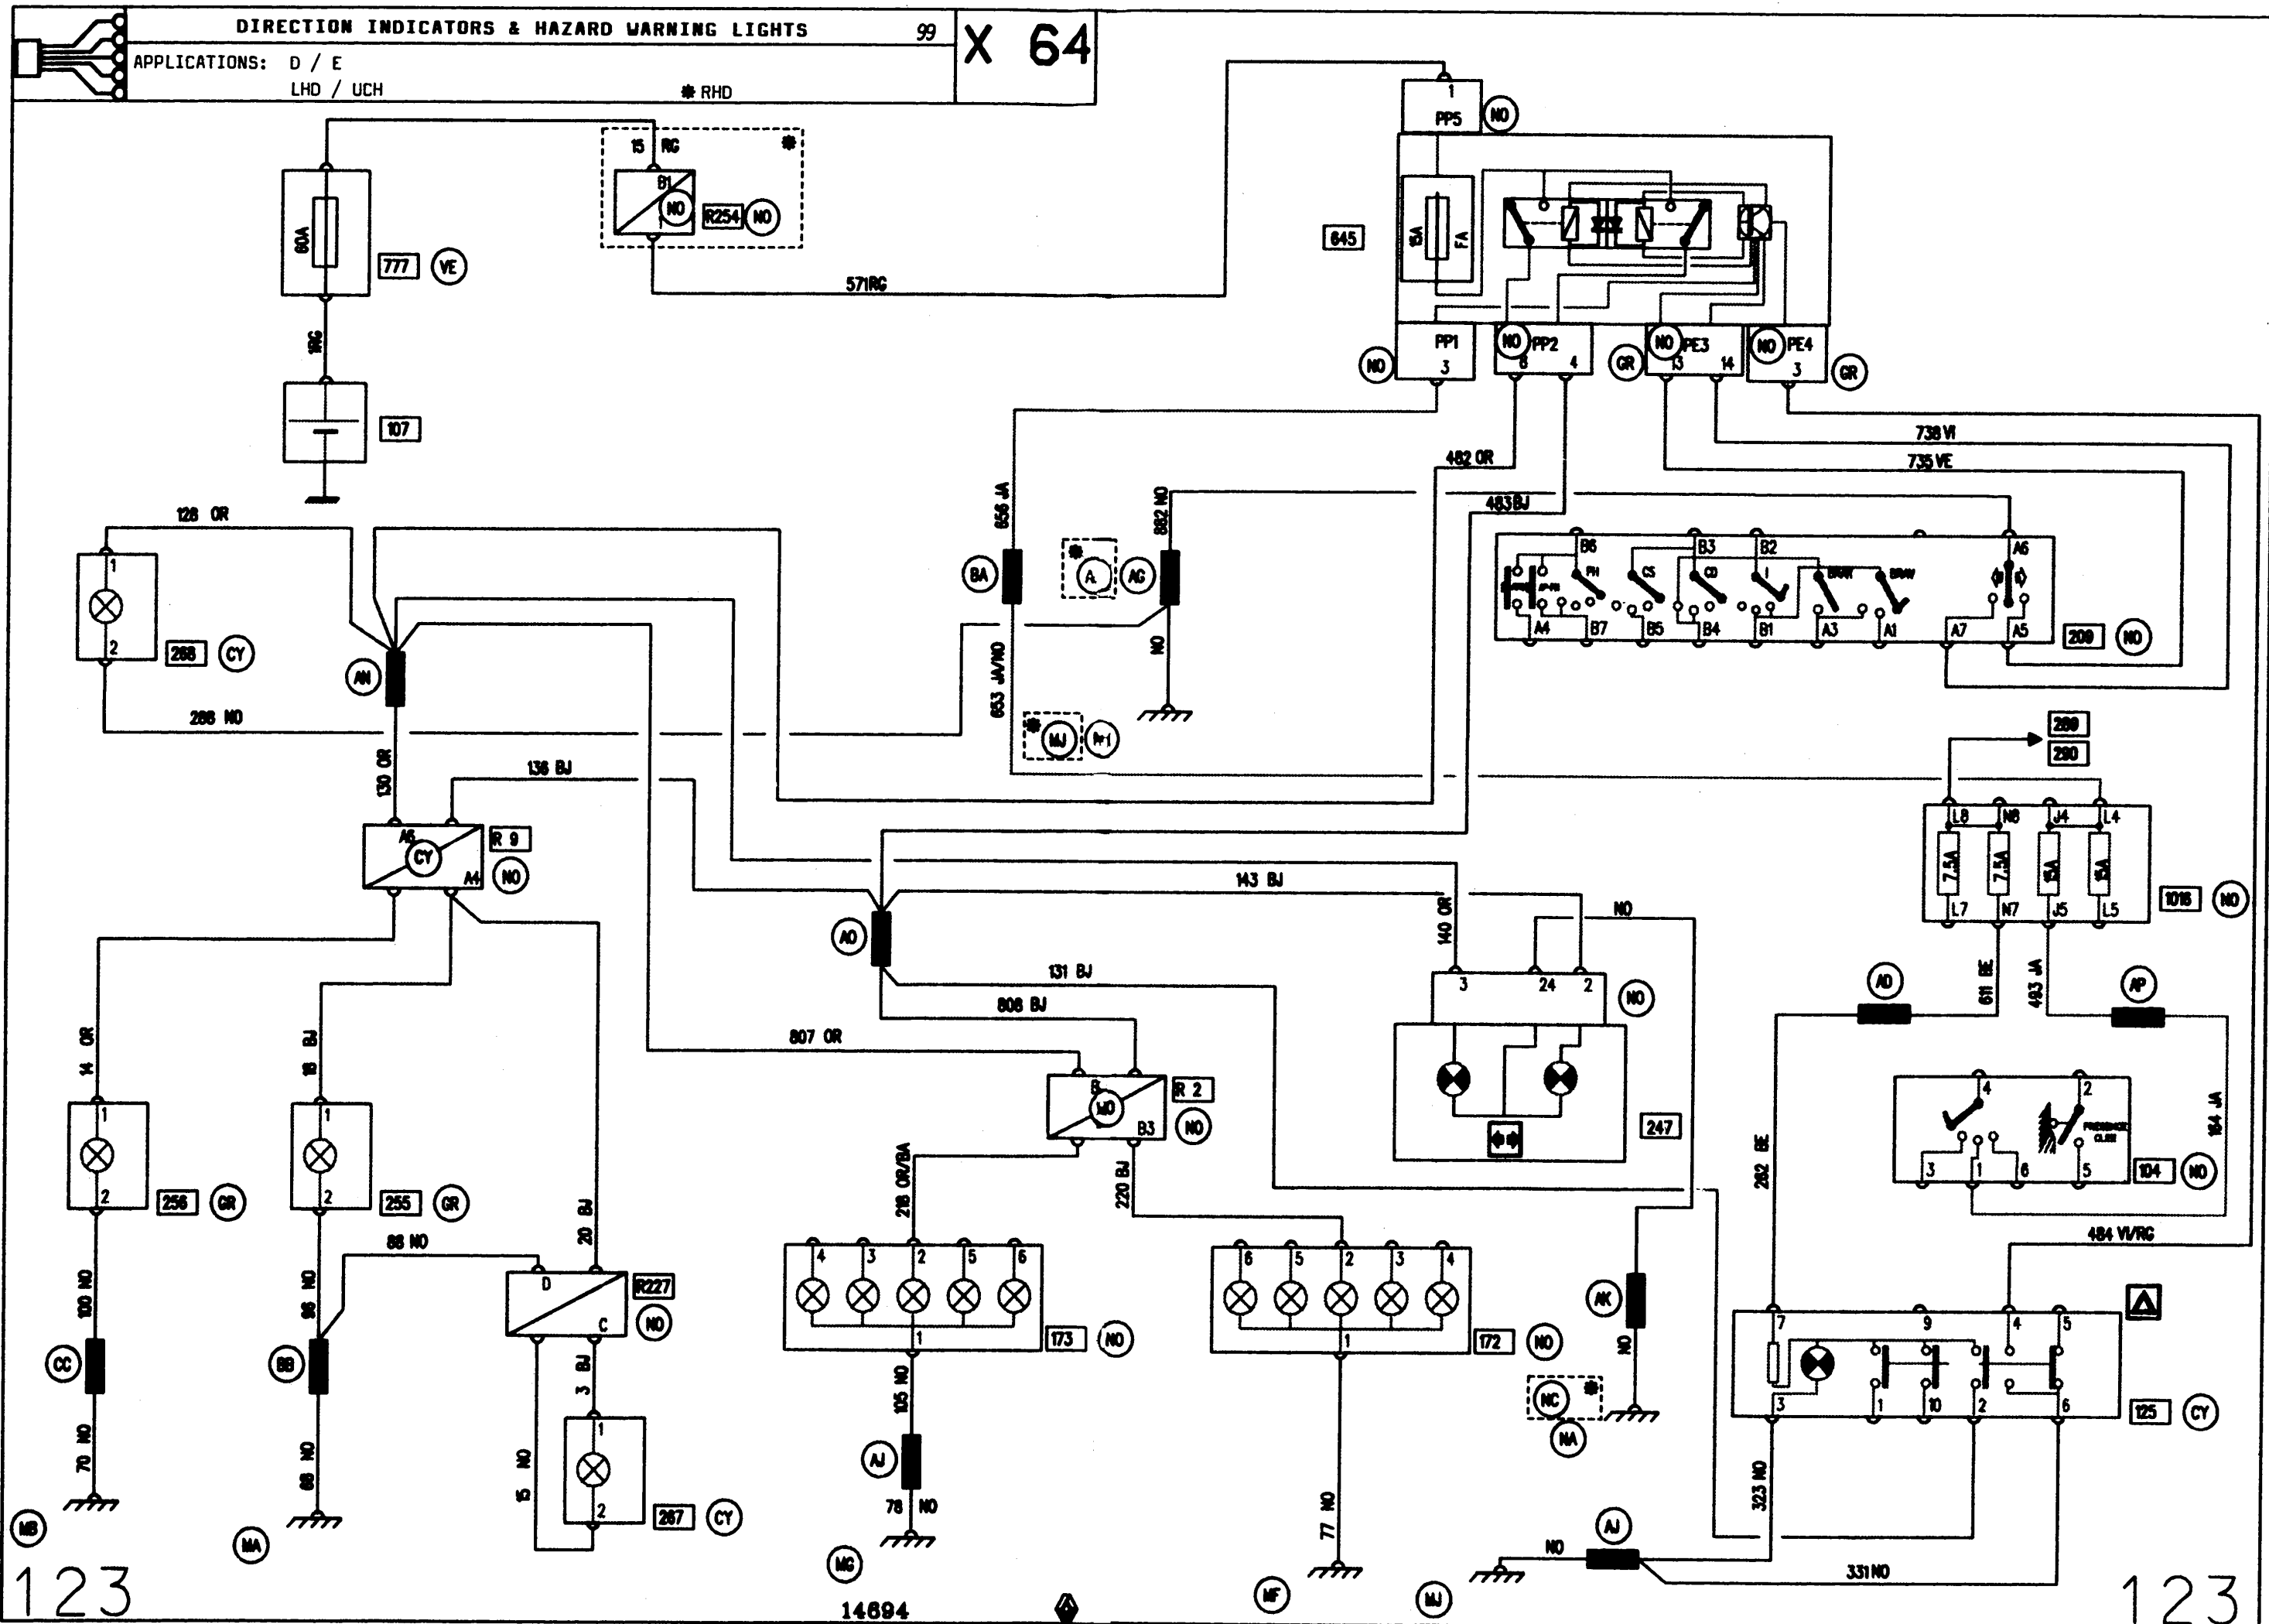 DIRECTION INDICATORS & HAZARD WARNING LIGHTS 99
X 64
APPLICATIONS: D / E
LHD / UCH ✱ RHD
1
PP5 NO
15 RG ✱
B1
NO R254 NO
60A
777 VE
645
15A FA
571RG
1RG
PP1 3 NO
NO PP2 8 4
GR NO PE3 13 14
NO PE4 3 GR
107
738 VI
735 VE
482 OR
483BJ
656 JA
882 NO
128 OR
1
2
268 CY
BA
✱ AG
B6 B3 B2 A6
PH CS CD I
A4 B7 B5 B4 B1 A3 A1 A7 A5
209 NO
AN
288 NO
653 JA/NO
NO
✱ MJ
289
290
130 OR
136 BJ
A6
CY
A4
R 9
NO
L8 N8 J4 L4
7.5A 7.5A 15A 15A
L7 N7 J5 L5
1016 NO
143 BJ
140 OR
NO
AO
131 BJ
808 BJ
807 OR
3 24 2
NO
611 BE
493 JA
AD
AP
14 OR
18 BJ
R 2
B3
NO
247
4 2
PRESENCE CLEE
3 1 6 5
104 NO
164 JA
262 BE
1
2
256 GR
1
2
255 GR
20 BJ
88 NO
218 OR/BA
220 BJ
484 VI/RG
100 NO
96 NO
D
C
R227
NO
4 3 2 5 6
1
173 NO
6 5 2 3 4
1
172 NO
AK
7 9 4 5
3 1 10 2 6
125 CY
CC
BB
3 BJ
105 NO
NO
NC ✱
NA
70 NO
68 NO
15 NO
1
2
267 CY
AJ
78 NO
77 NO
323 NO
AJ
NO
331 NO
MB
MA
MG
MF
MJ
123
14694
123